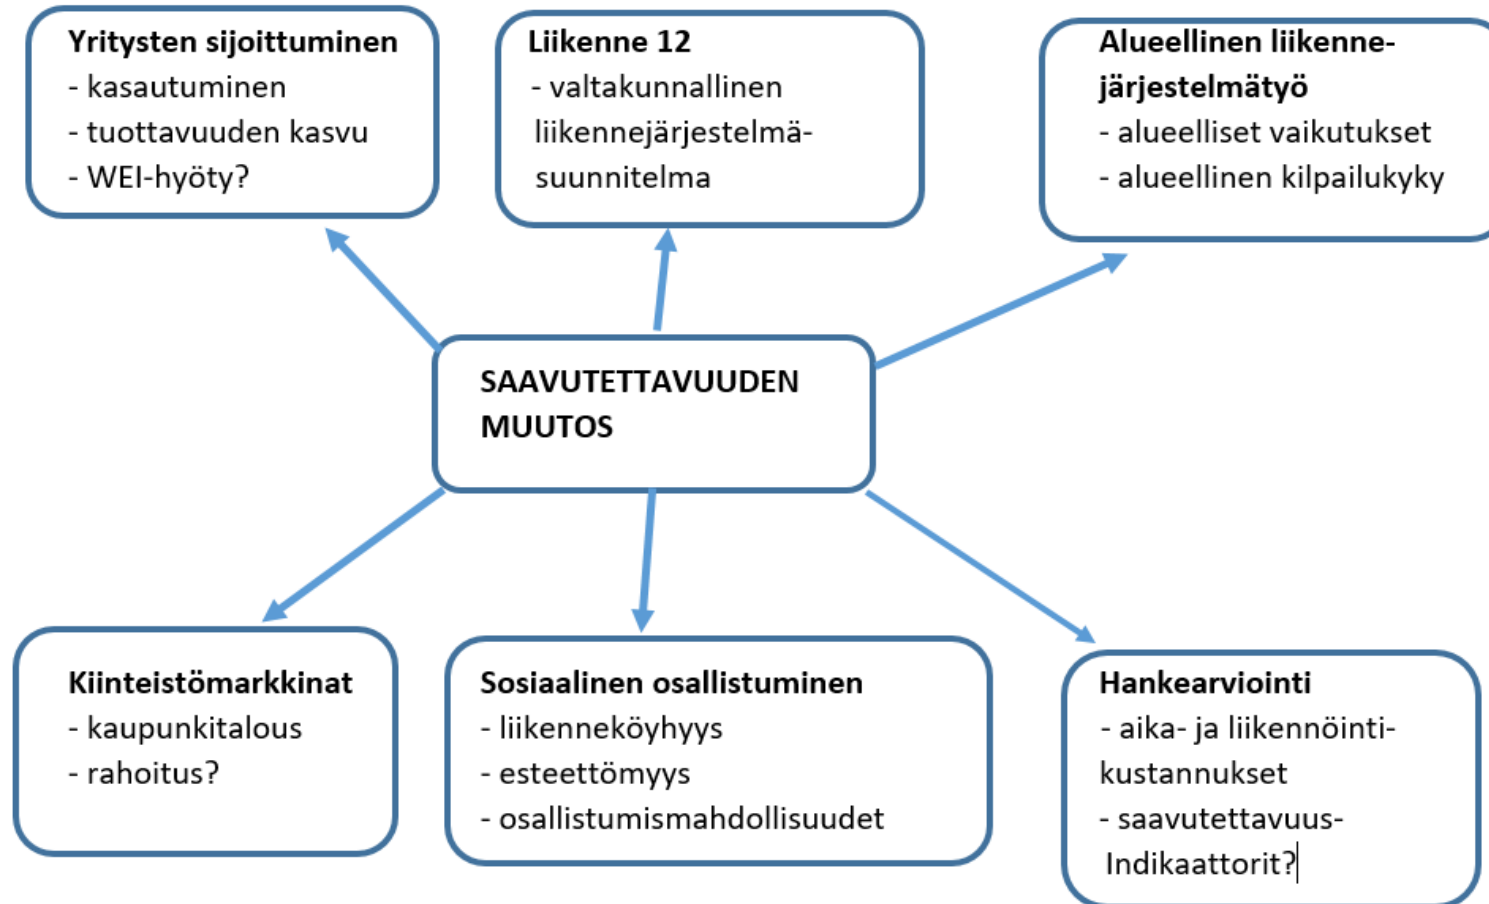 Yritysten sijoittuminen
- kasautuminen
- tuottavuuden kasvu
- WEI-hyöty?
Liikenne 12
- valtakunnallinen
liikennejärjestelmä-
suunnitelma
Alueellinen liikenne-
järjestelmätyö
- alueelliset vaikutukset
- alueellinen kilpailukyky
SAAVUTETTAVUUDEN
MUUTOS
Kiinteistömarkkinat
- kaupunkitalous
- rahoitus?
Sosiaalinen osallistuminen
- liikenneköyhyys
- esteettömyys
- osallistumismahdollisuudet
Hankearviointi
- aika- ja liikennöinti-
kustannukset
- saavutettavuus-
Indikaattorit?